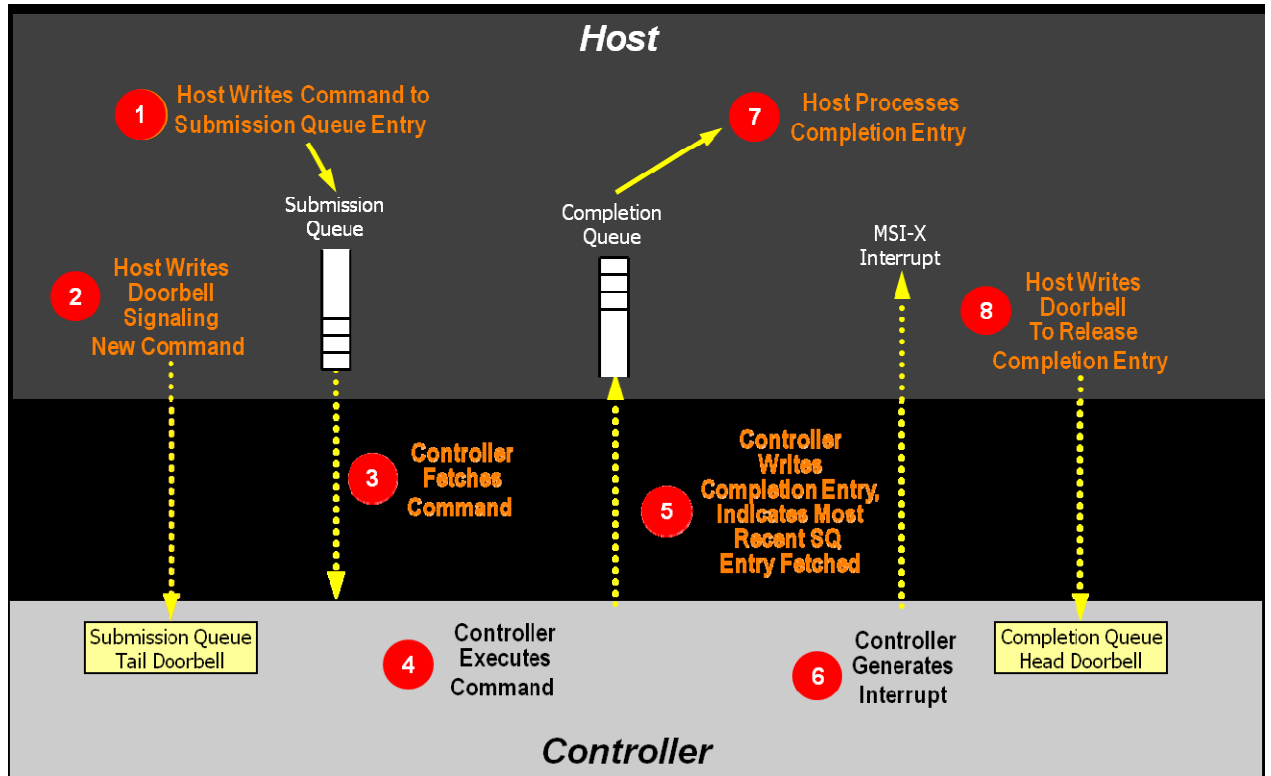 Host
1
Host Writes Command to
Submission Queue Entry
7
Host Processes
Completion Entry
Submission
Queue
Completion
Queue
MSI-X
Interrupt
2
Host Writes
Doorbell
Signaling
New Command
8
Host Writes
Doorbell
To Release
Completion Entry
3
Controller
Fetches
Command
5
Controller
Writes
Completion Entry,
Indicates Most
Recent SQ
Entry Fetched
Submission Queue
Tail Doorbell
4
Controller
Executes
Command
6
Controller
Generates
Interrupt
Completion Queue
Head Doorbell
Controller